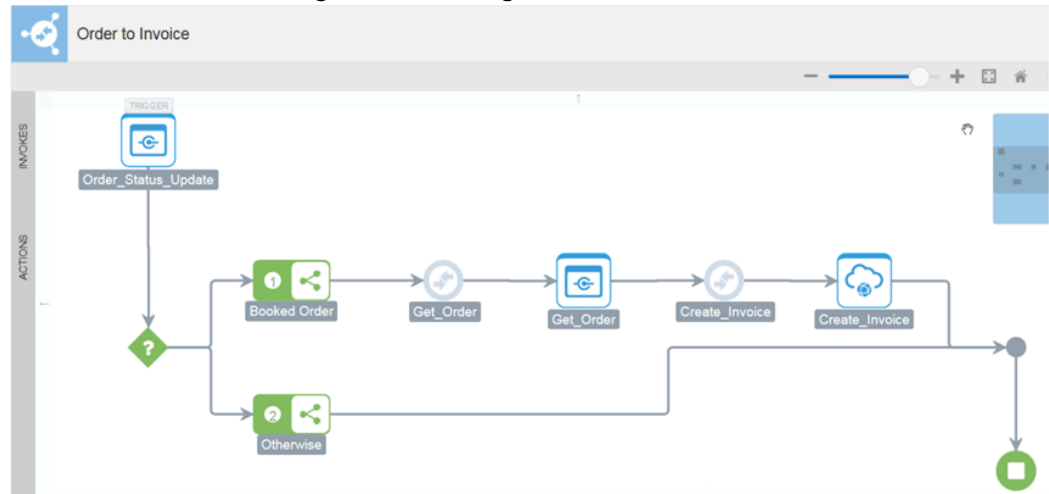 Order to Invoice
TRIGGER
INVOKES
ACTIONS
Order_Status_Update
?
1
Booked Order
Get_Order
Get_Order
Create_Invoice
Create_Invoice
2
Otherwise